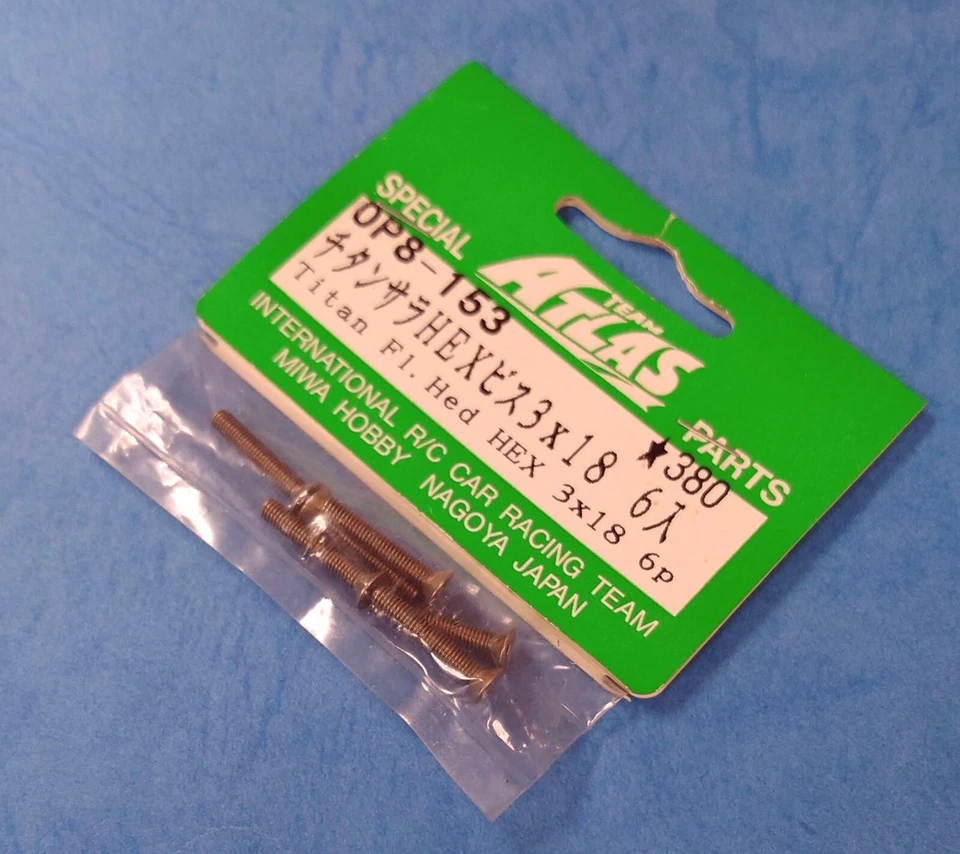 SPECIAL
TEAM
ATLAS
PARTS
OP8-153 ★380
チタンサラHEXビス3x18 6入
Titan Fl.Hed HEX 3x18 6p
INTERNATIONAL R/C CAR RACING TEAM
MIWA HOBBY NAGOYA JAPAN